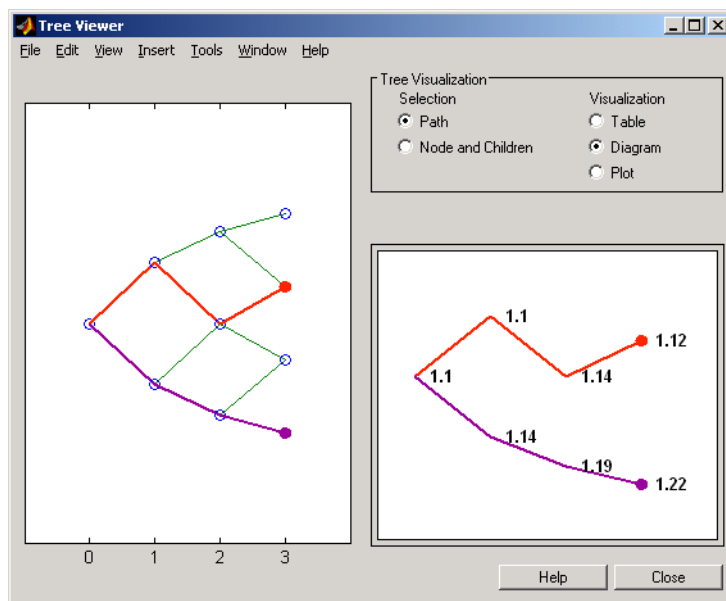 Tree Viewer
File Edit View Insert Tools Window Help
Tree Visualization
Selection Visualization
Path Table
Node and Children Diagram
Plot
1.1
1.12
1.1 1.14
1.14
1.19
1.22
0 1 2 3
Help Close